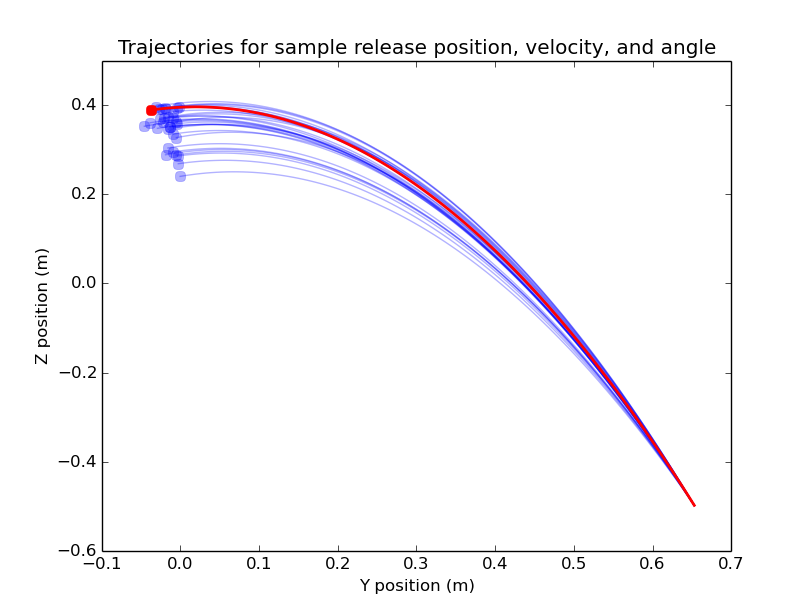 Trajectories for sample release position, velocity, and angle
0.4
0.2
0.0
−0.2
−0.4
−0.6
Z position (m)
−0.1 0.0 0.1 0.2 0.3 0.4 0.5 0.6 0.7
Y position (m)